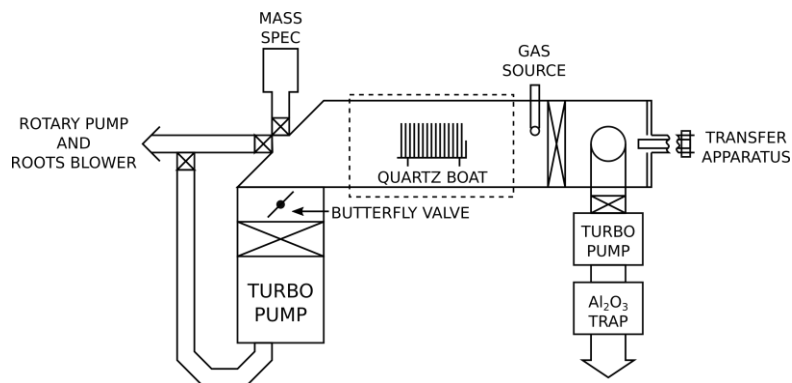 MASS
SPEC
GAS
SOURCE
ROTARY PUMP
AND
ROOTS BLOWER
TRANSFER
APPARATUS
QUARTZ BOAT
BUTTERFLY VALVE
TURBO
PUMP
TURBO
PUMP
Al₂O₃
TRAP